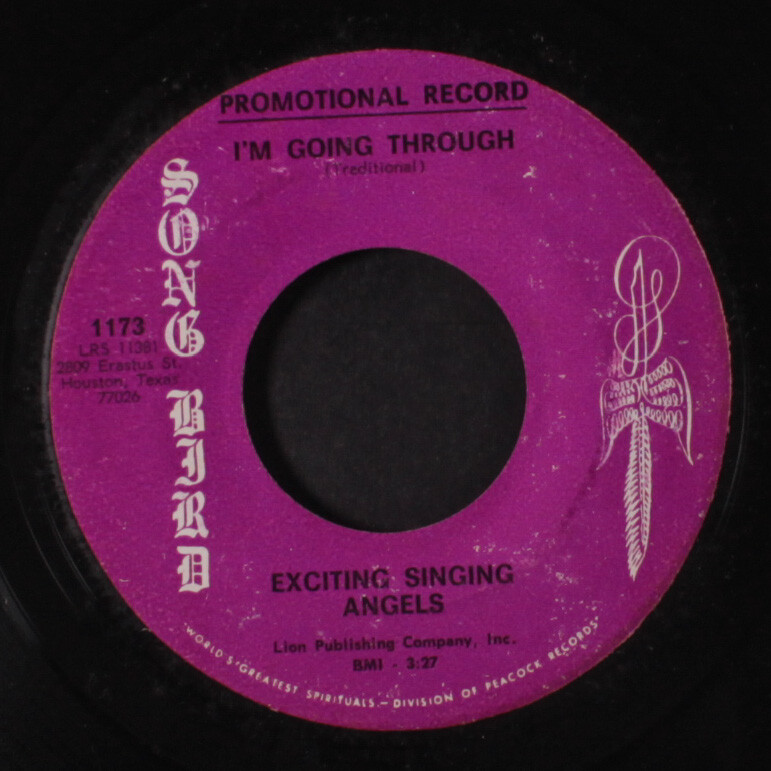 PROMOTIONAL RECORD
I'M GOING THROUGH
(Treditional)
SONG BIRD
1173
LRS 11381
2809 Erastus St.
Houston, Texas
77026
EXCITING SINGING
ANGELS
Lion Publishing Company, Inc.
BMI - 3:27
"WORLD'S GREATEST SPIRITUALS - DIVISION OF PEACOCK RECORDS"